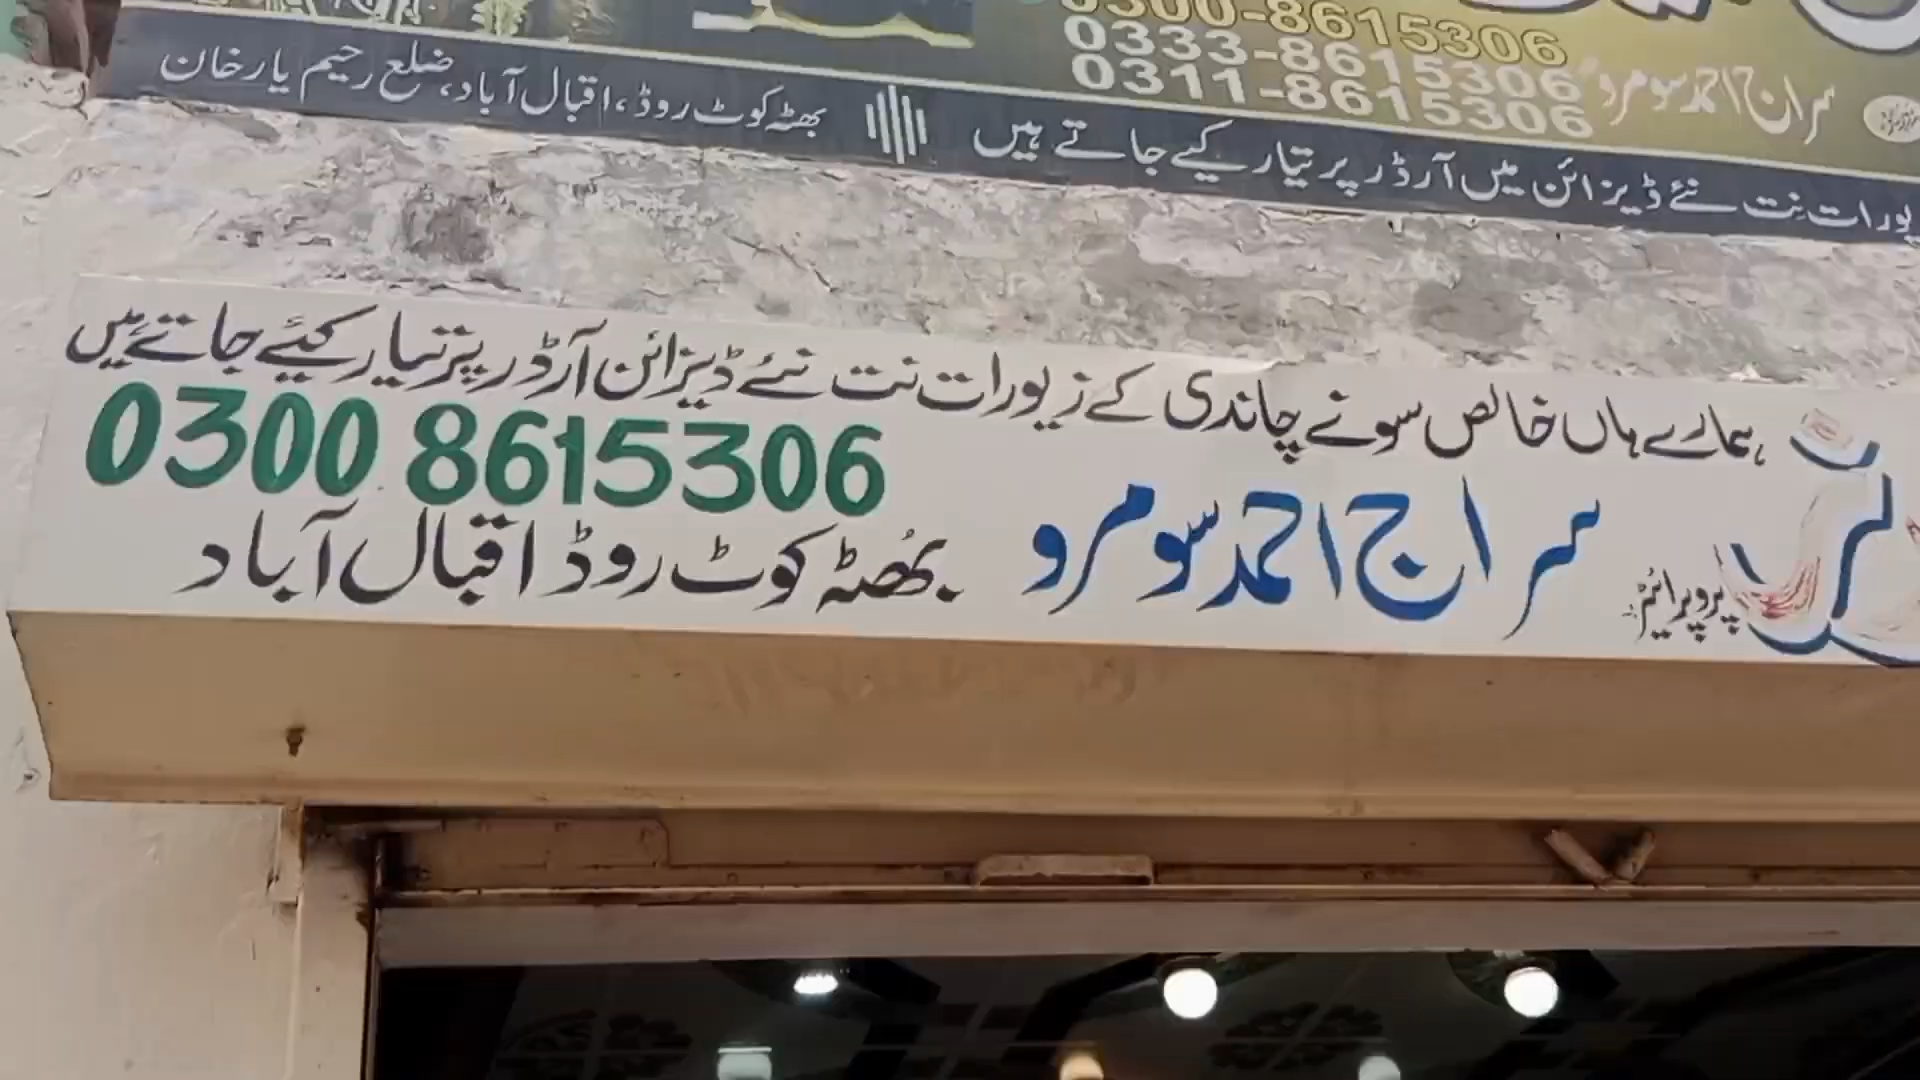 0300-8615306
0333-8615306
0311-8615306
سراج احمد سومرو
زیورات نت نئے ڈیزائن میں آرڈر پر تیار کیے جاتے ہیں
بھٹہ کوٹ روڈ، اقبال آباد، ضلع رحیم یار خان
ہمارے ہاں خالص سونے چاندی کے زیورات نت نئے ڈیزائن آرڈر پر تیار کیئے جاتے ہیں
0300 8615306
پروپرائٹر سراج احمد سومرو
بھٹہ کوٹ روڈ اقبال آباد